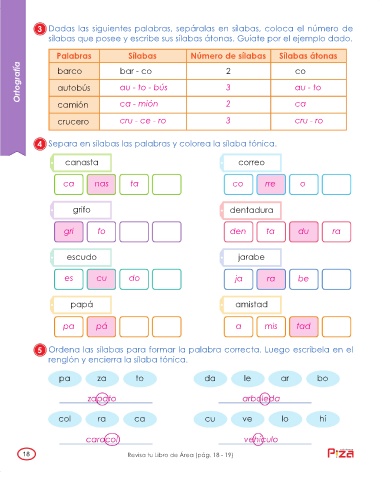 Ortografía
3 Dadas las siguientes palabras, sepáralas en sílabas, coloca el número de
sílabas que posee y escribe sus sílabas átonas. Guíate por el ejemplo dado.
Palabras Sílabas Número de sílabas Sílabas átonas
barco bar - co 2 co
autobús au - to - bús 3 au - to
camión ca - mión 2 ca
crucero cru - ce - ro 3 cru - ro
4 Separa en sílabas las palabras y colorea la sílaba tónica.
canasta correo
ca nas ta co rre o
grifo dentadura
gri fo den ta du ra
escudo jarabe
es cu do ja ra be
papá amistad
pa pá a mis tad
5 Ordena las sílabas para formar la palabra correcta. Luego escríbela en el
renglón y encierra la sílaba tónica.
pa za to da le ar bo
zapato arboleda
col ra ca cu ve lo hí
caracol vehículo
18 Revisa tu Libro de Área (pág. 18 - 19)